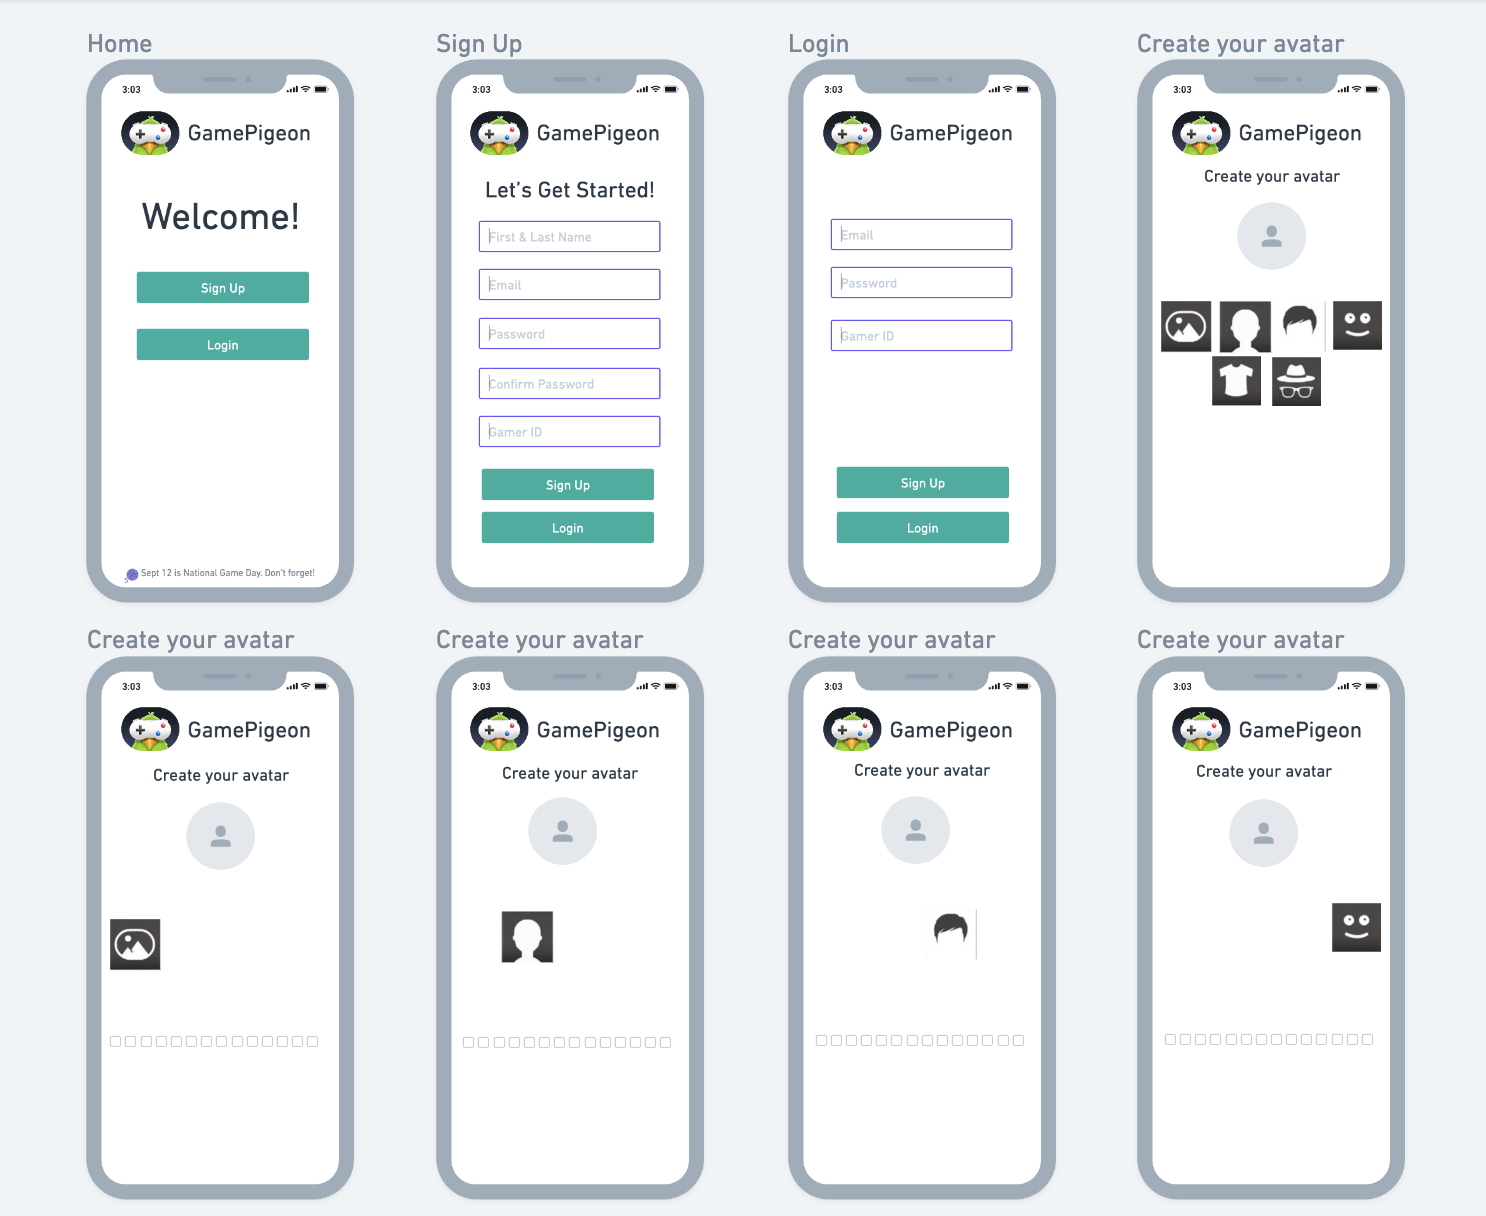 Home
3:03
GamePigeon
Welcome!
Sign Up
Login
Sept 12 is National Game Day. Don't forget!
Sign Up
3:03
GamePigeon
Let's Get Started!
First & Last Name
Email
Password
Confirm Password
Gamer ID
Sign Up
Login
Login
3:03
GamePigeon
Email
Password
Gamer ID
Sign Up
Login
Create your avatar
3:03
GamePigeon
Create your avatar
Create your avatar
3:03
GamePigeon
Create your avatar
Create your avatar
3:03
GamePigeon
Create your avatar
Create your avatar
3:03
GamePigeon
Create your avatar
Create your avatar
3:03
GamePigeon
Create your avatar